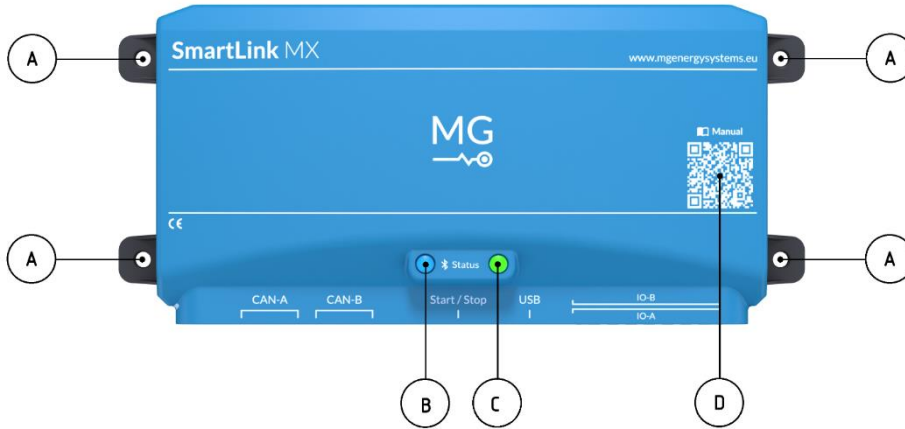 SmartLink MX
www.mgenergysystems.eu
A
A
MG
Manual
CE
A
A
Status
CAN-A
CAN-B
Start / Stop
USB
IO-B
IO-A
B
C
D